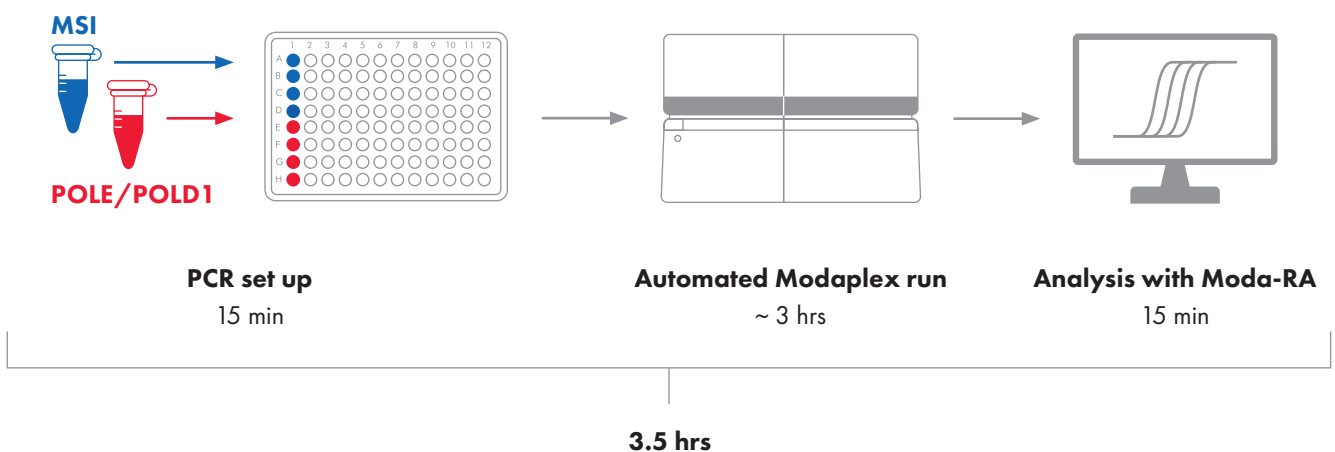 MSI
POLE/POLD1
1 2 3 4 5 6 7 8 9 10 11 12
A
B
C
D
E
F
G
H
PCR set up
15 min
Automated Modaplex run
~ 3 hrs
Analysis with Moda-RA
15 min
3.5 hrs